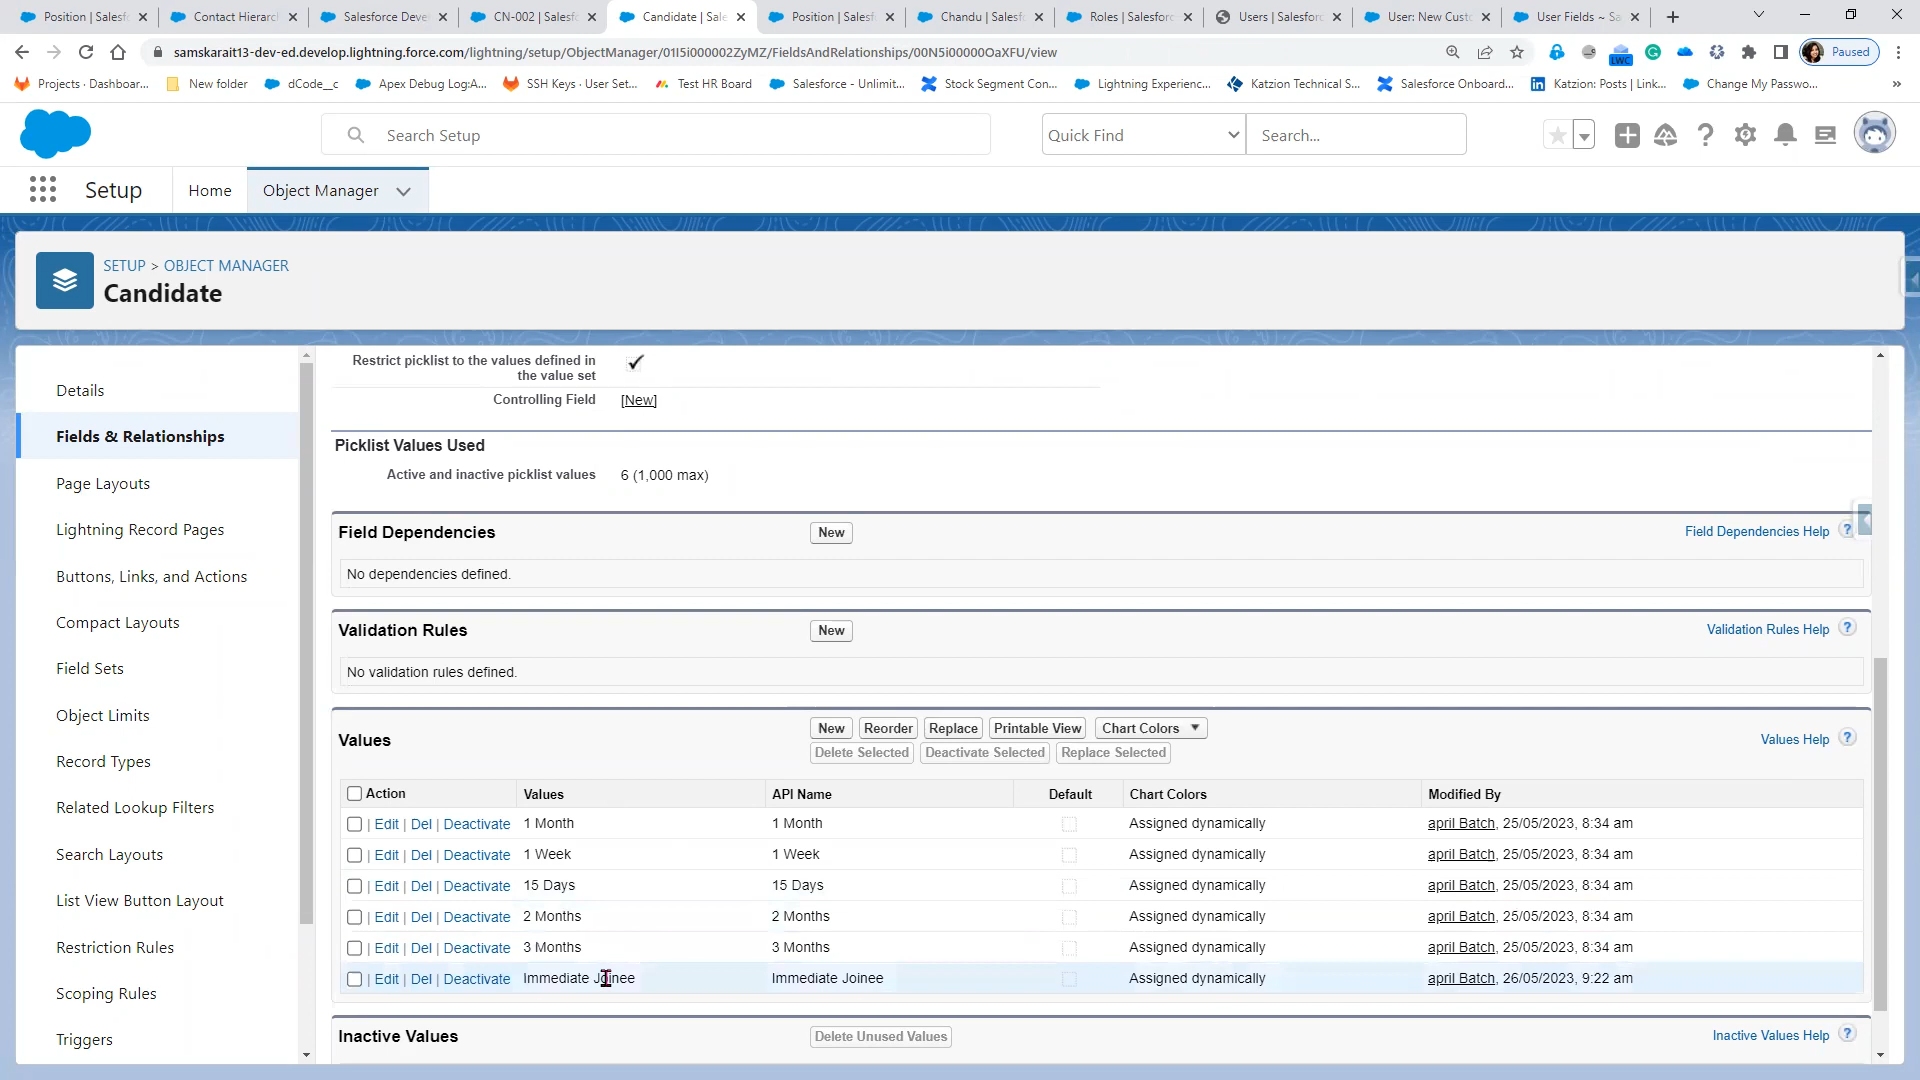 Position | Salesf
Contact Hierarch
Salesforce Deve
CN-002 | Salesf
Candidate | Sale
Position | Salesf
Chandu | Salesfo
Roles | Salesforc
Users | Salesforc
User: New Custo
User Fields ~ Sa
samskarait13-dev-ed.develop.lightning.force.com/lightning/setup/ObjectManager/01I5i000002ZyMZ/FieldsAndRelationships/00N5i00000OaXFU/view
LWC
Paused
Projects · Dashboar...
New folder
dCode__c
Apex Debug Log:A...
SSH Keys · User Set...
Test HR Board
Salesforce - Unlimit...
Stock Segment Con...
Lightning Experienc...
Katzion Technical S...
Salesforce Onboard...
Katzion: Posts | Link...
Change My Passwo...
Search Setup
Quick Find
Search...
Setup
Home
Object Manager
SETUP > OBJECT MANAGER
Candidate
Details
Fields & Relationships
Page Layouts
Lightning Record Pages
Buttons, Links, and Actions
Compact Layouts
Field Sets
Object Limits
Record Types
Related Lookup Filters
Search Layouts
List View Button Layout
Restriction Rules
Scoping Rules
Triggers
Restrict picklist to the values defined in
the value set
Controlling Field [New]
Picklist Values Used
Active and inactive picklist values 6 (1,000 max)
Field Dependencies New Field Dependencies Help ?
No dependencies defined.
Validation Rules New Validation Rules Help ?
No validation rules defined.
Values New Reorder Replace Printable View Chart Colors Values Help ?
Delete Selected Deactivate Selected Replace Selected
Action Values API Name Default Chart Colors Modified By
| Edit | Del | Deactivate 1 Month 1 Month Assigned dynamically april Batch, 25/05/2023, 8:34 am
| Edit | Del | Deactivate 1 Week 1 Week Assigned dynamically april Batch, 25/05/2023, 8:34 am
| Edit | Del | Deactivate 15 Days 15 Days Assigned dynamically april Batch, 25/05/2023, 8:34 am
| Edit | Del | Deactivate 2 Months 2 Months Assigned dynamically april Batch, 25/05/2023, 8:34 am
| Edit | Del | Deactivate 3 Months 3 Months Assigned dynamically april Batch, 25/05/2023, 8:34 am
| Edit | Del | Deactivate Immediate Joinee Immediate Joinee Assigned dynamically april Batch, 26/05/2023, 9:22 am
Inactive Values Delete Unused Values Inactive Values Help ?